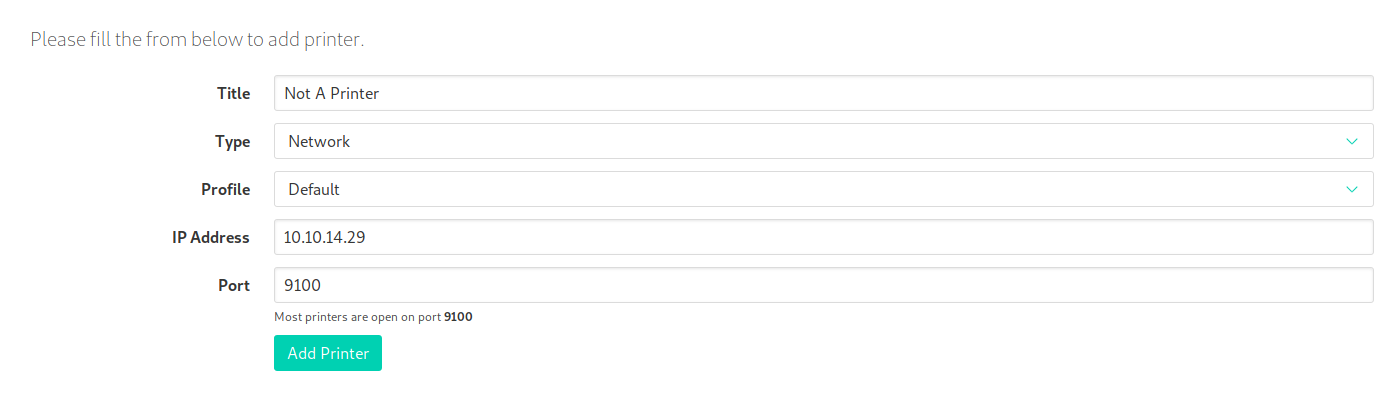 Please fill the from below to add printer.
Title Not A Printer
Type Network
Profile Default
IP Address 10.10.14.29
Port 9100
Most printers are open on port 9100
Add Printer